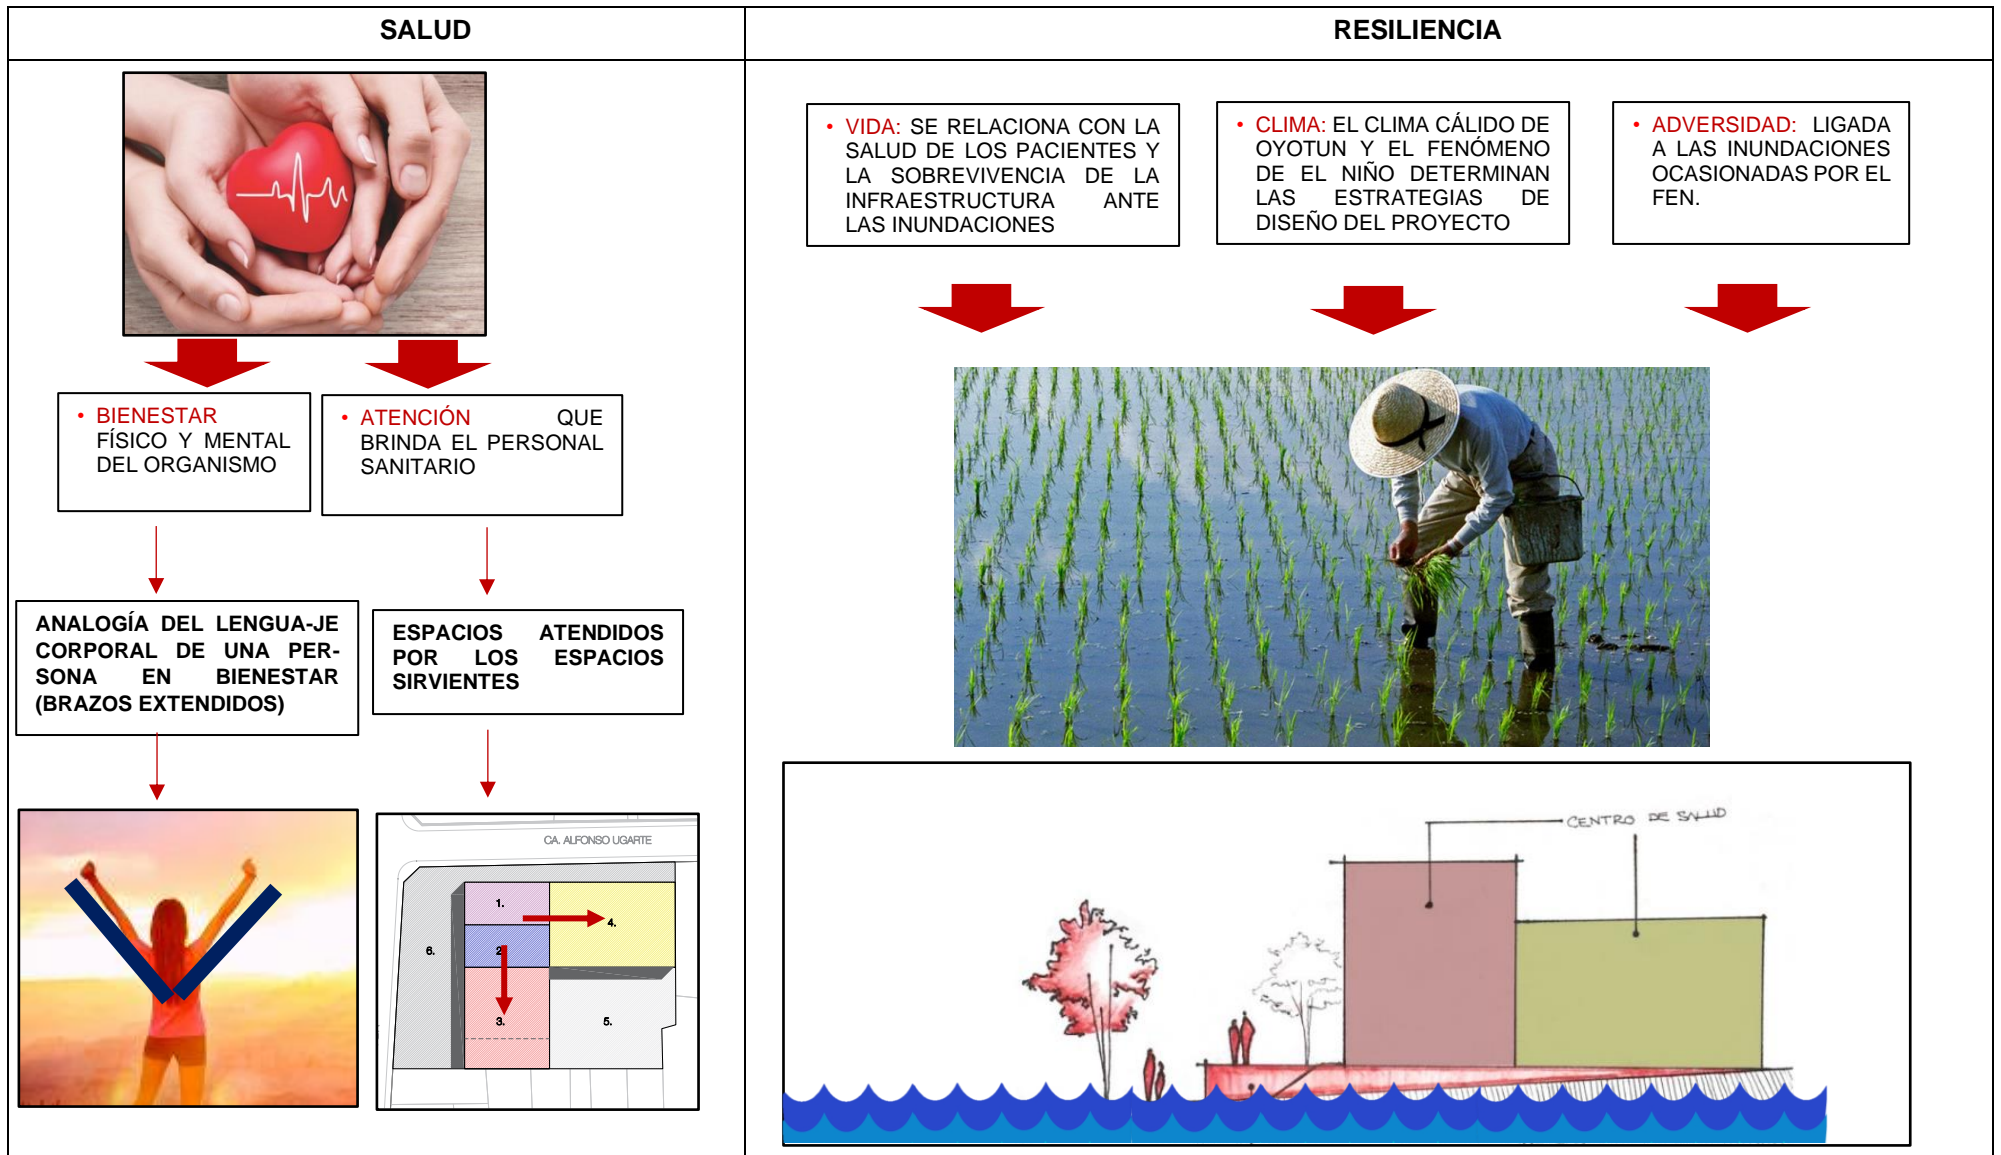 SALUD
RESILIENCIA
• BIENESTAR
FÍSICO Y MENTAL
DEL ORGANISMO
• ATENCIÓN QUE
BRINDA EL PERSONAL
SANITARIO
ANALOGÍA DEL LENGUA-JE
CORPORAL DE UNA PER-
SONA EN BIENESTAR
(BRAZOS EXTENDIDOS)
ESPACIOS ATENDIDOS
POR LOS ESPACIOS
SIRVIENTES
CA. ALFONSO UGARTE
1.
2.
3.
4.
5.
6.
• VIDA: SE RELACIONA CON LA
SALUD DE LOS PACIENTES Y
LA SOBREVIVENCIA DE LA
INFRAESTRUCTURA ANTE
LAS INUNDACIONES
• CLIMA: EL CLIMA CÁLIDO DE
OYOTUN Y EL FENÓMENO
DE EL NIÑO DETERMINAN
LAS ESTRATEGIAS DE
DISEÑO DEL PROYECTO
• ADVERSIDAD: LIGADA
A LAS INUNDACIONES
OCASIONADAS POR EL
FEN.
CENTRO DE SALUD